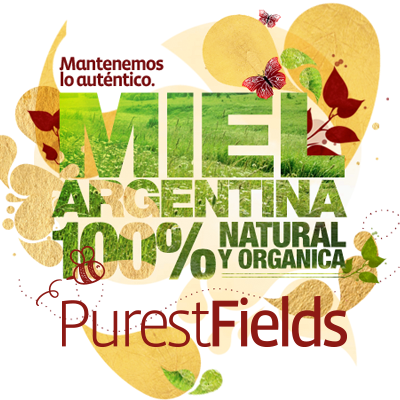 Mantenemos
lo auténtico.
MIEL
ARGENTINA
100% NATURAL
Y ORGANICA
PurestFields